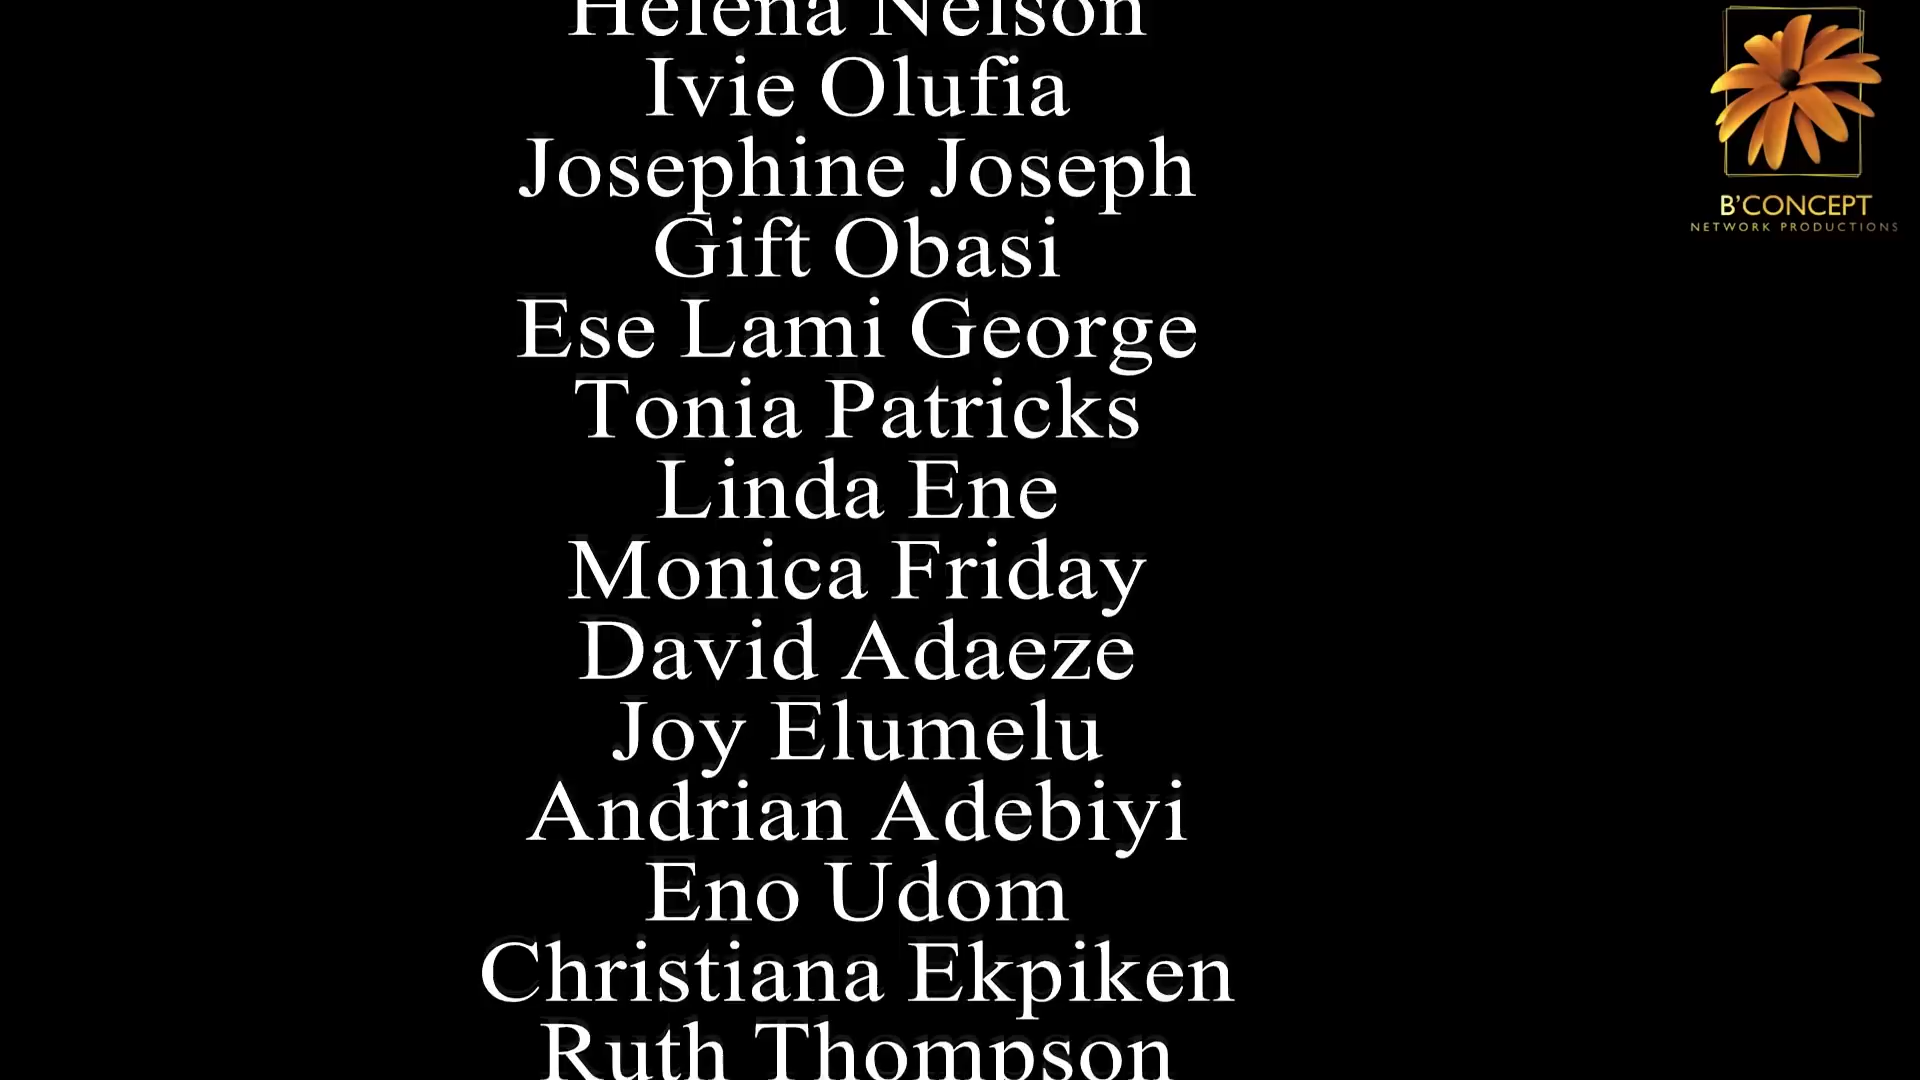 Helena Nelson
Ivie Olufia
Josephine Joseph
Gift Obasi
Ese Lami George
Tonia Patricks
Linda Ene
Monica Friday
David Adaeze
Joy Elumelu
Andrian Adebiyi
Eno Udom
Christiana Ekpiken
Ruth Thompson
B'CONCEPT
NETWORK PRODUCTIONS